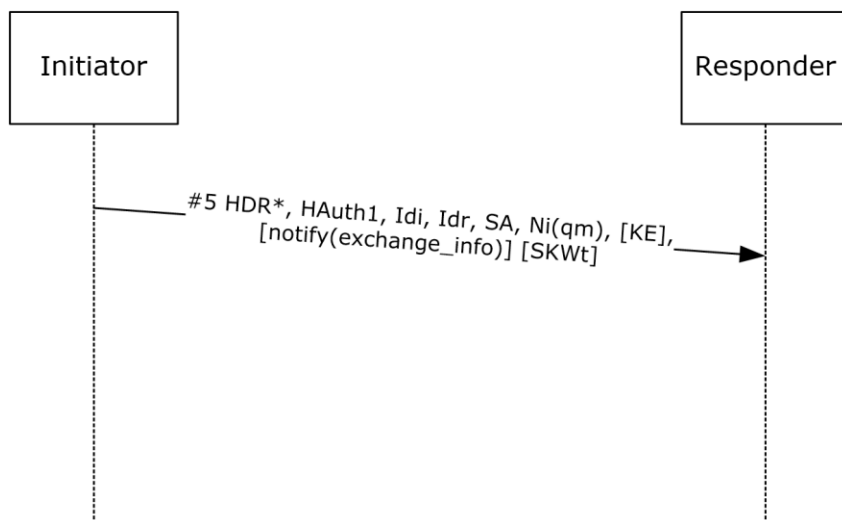 Initiator
Responder
#5 HDR*, HAuth1, Idi, Idr, SA, Ni(qm), [KE],
[notify(exchange_info)] [SKWt]